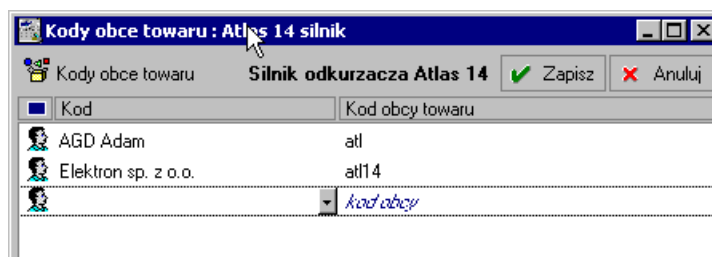 Kody obce towaru : Atlas 14 silnik
Kody obce towaru Silnik odkurzacza Atlas 14 Zapisz Anuluj
Kod Kod obcy towaru
AGD Adam atl
Elektron sp. z o.o. atl14
kod obcy